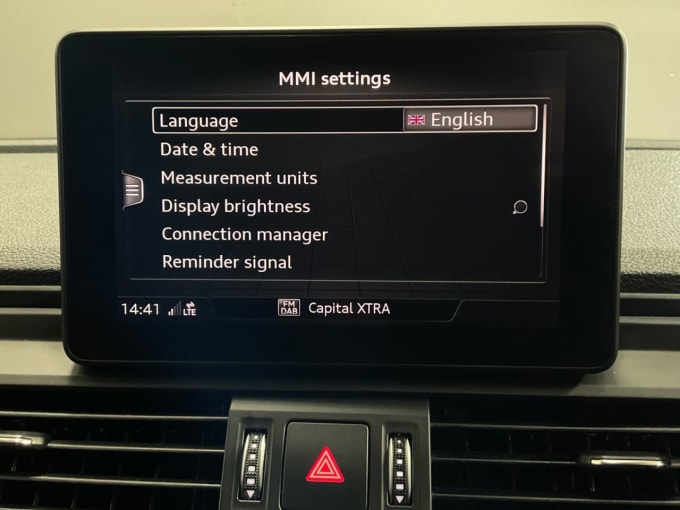 MMI settings
Language English
Date & time
Measurement units
Display brightness
Connection manager
Reminder signal
14:41 LTE FM DAB Capital XTRA